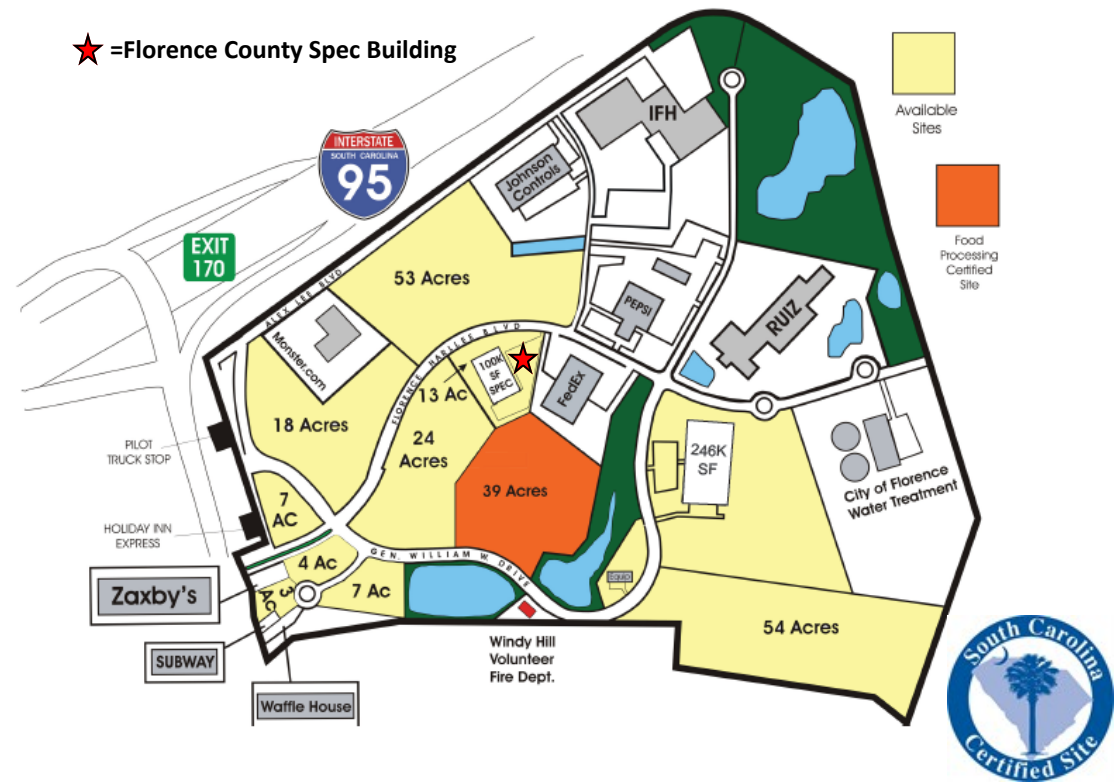 =Florence County Spec Building
Available
Sites
Food
Processing
Certified
Site
INTERSTATE
SOUTH CAROLINA
95
EXIT
170
IFH
Johnson
Controls
53 Acres
ALEX LEE BLVD
Monster.com
PEPSI
RUIZ
FLORENCE HARLLEE BLVD
100K
SF
SPEC
13 Ac
FedEx
18 Acres
24
Acres
39 Acres
246K
SF
City of Florence
Water Treatment
PILOT
TRUCK STOP
7
AC
HOLIDAY INN
EXPRESS
GEN. WILLIAM W. DRIVE
4 Ac
3
AC
7 Ac
Equip
54 Acres
Zaxby's
SUBWAY
Waffle House
Windy Hill
Volunteer
Fire Dept.
South Carolina
Certified Site